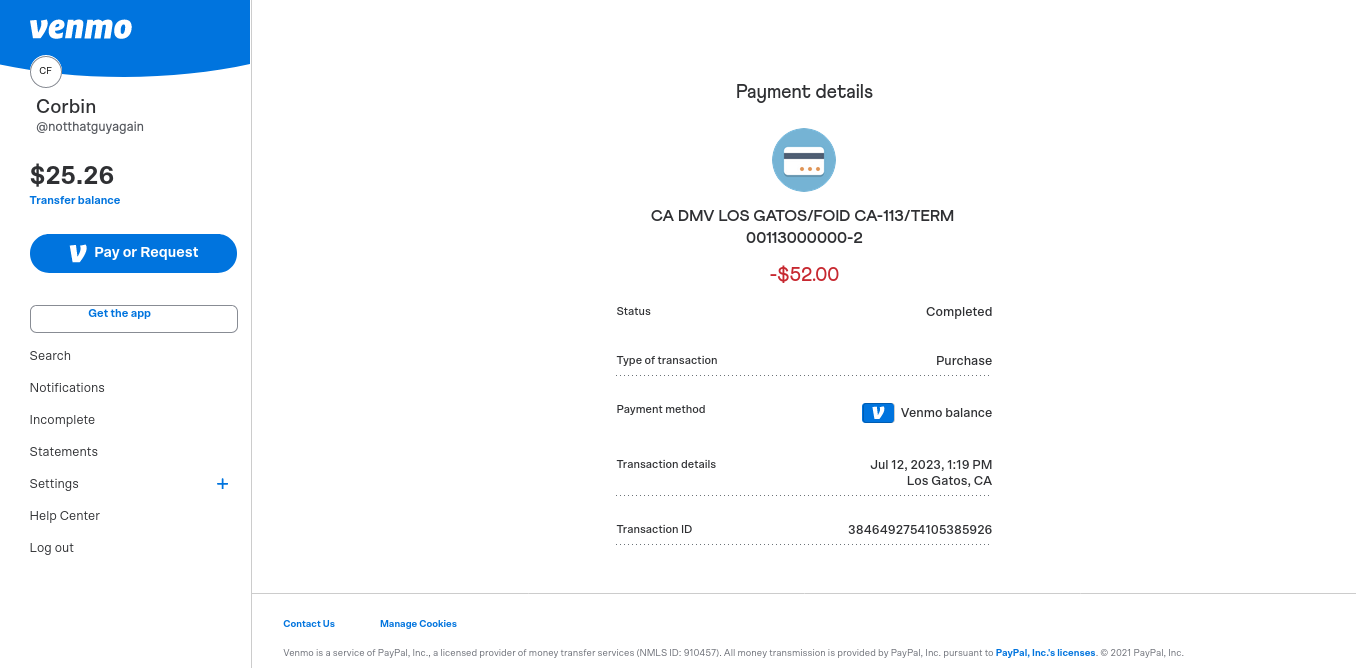 venmo
CF
Corbin
@notthatguyagain
$25.26
Transfer balance
Pay or Request
Get the app
Search
Notifications
Incomplete
Statements
Settings +
Help Center
Log out
Payment details
CA DMV LOS GATOS/FOID CA-113/TERM
00113000000-2
-$52.00
Status Completed
Type of transaction Purchase
Payment method V Venmo balance
Transaction details Jul 12, 2023, 1:19 PM
Los Gatos, CA
Transaction ID 3846492754105385926
Contact Us Manage Cookies
Venmo is a service of PayPal, Inc., a licensed provider of money transfer services (NMLS ID: 910457). All money transmission is provided by PayPal, Inc. pursuant to PayPal, Inc.'s licenses. © 2021 PayPal, Inc.